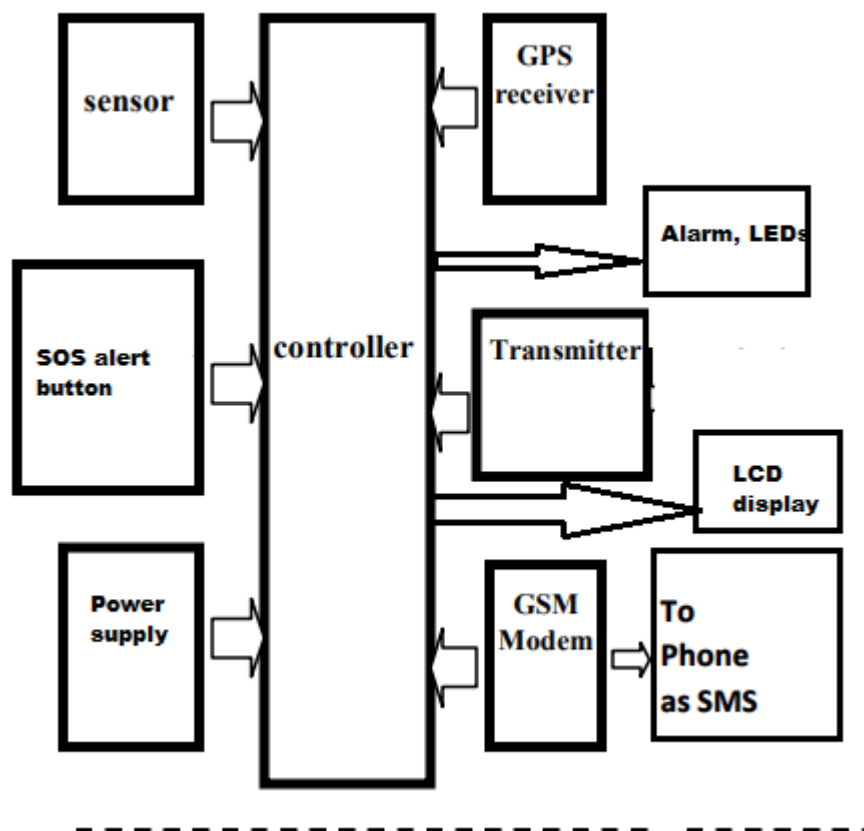 sensor
controller
GPS
receiver
Alarm, LEDs
SOS alert
button
Transmitter
LCD
display
Power
supply
GSM
Modem
To
Phone
as SMS